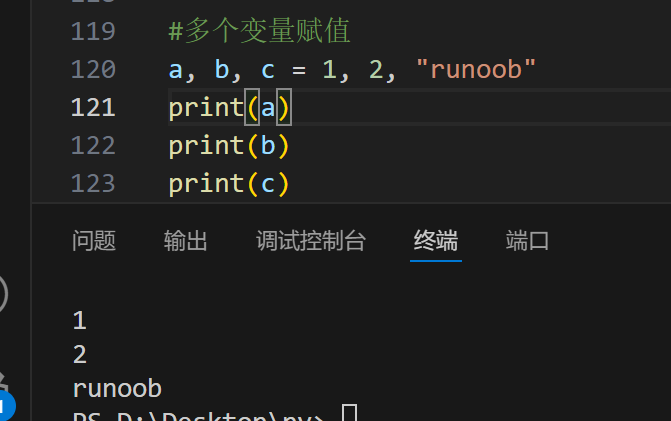 119 #多个变量赋值
120 a, b, c = 1, 2, "runoob"
121 print(a)
122 print(b)
123 print(c)
问题 输出 调试控制台 终端 端口
1
2
runoob
PS D:\Desktop\py>